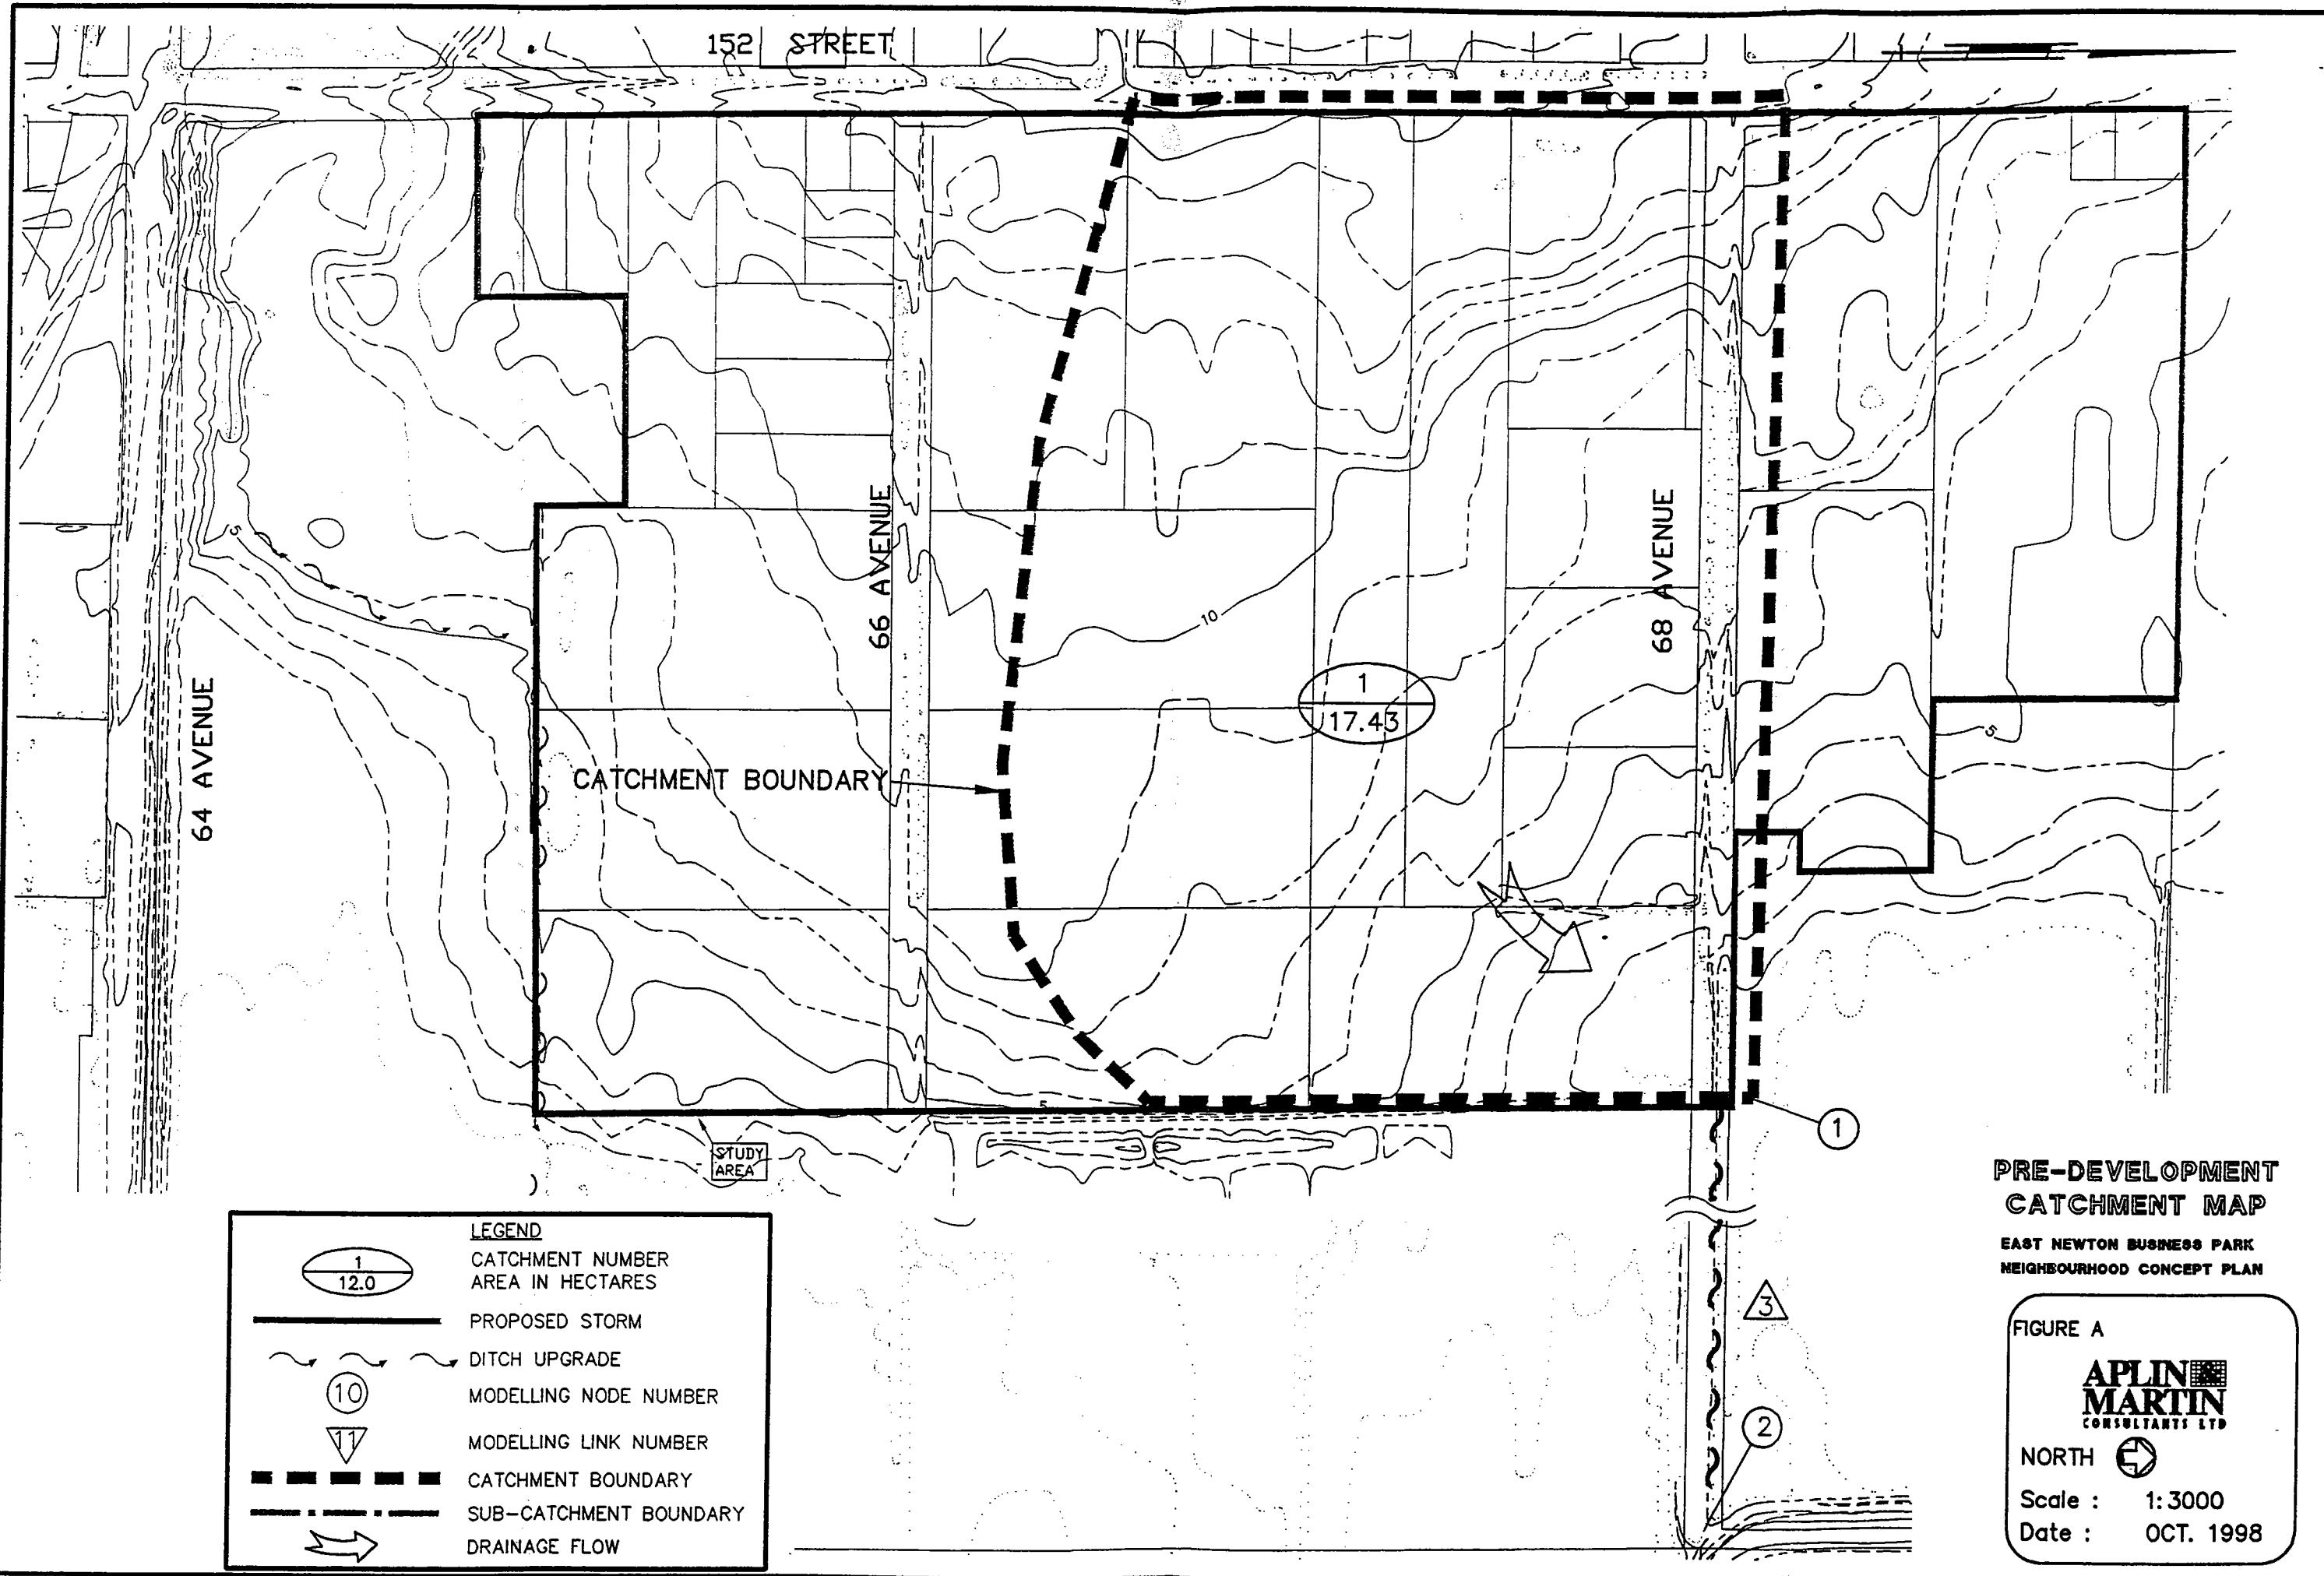 152 STREET
66 AVENUE
68 AVENUE
64 AVENUE
5
10
1
17.43
5
CATCHMENT BOUNDARY
5
STUDY
AREA
1
3
2
LEGEND
1
12.0
CATCHMENT NUMBER
AREA IN HECTARES
PROPOSED STORM
DITCH UPGRADE
10
MODELLING NODE NUMBER
11
MODELLING LINK NUMBER
CATCHMENT BOUNDARY
SUB-CATCHMENT BOUNDARY
DRAINAGE FLOW
PRE-DEVELOPMENT
CATCHMENT MAP
EAST NEWTON BUSINESS PARK
NEIGHBOURHOOD CONCEPT PLAN
FIGURE A
APLIN &
MARTIN
CONSULTANTS LTD
NORTH
Scale : 1:3000
Date : OCT. 1998